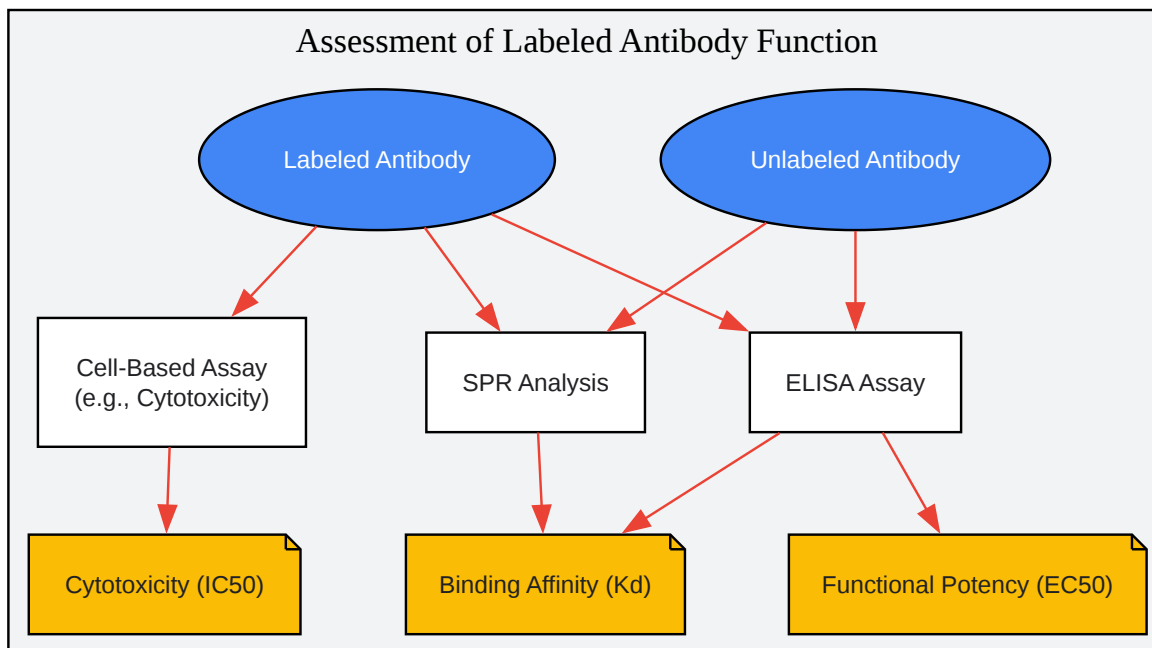 Assessment of Labeled Antibody Function
Labeled Antibody
Unlabeled Antibody
Cell-Based Assay
(e.g., Cytotoxicity)
SPR Analysis
ELISA Assay
Cytotoxicity (IC50)
Binding Affinity (Kd)
Functional Potency (EC50)